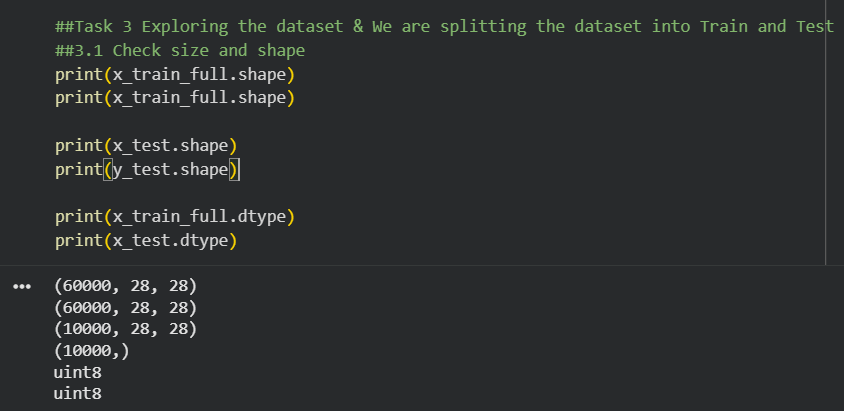 ##Task 3 Exploring the dataset & We are splitting the dataset into Train and Test
##3.1 Check size and shape
print(x_train_full.shape)
print(x_train_full.shape)
print(x_test.shape)
print(y_test.shape)
print(x_train_full.dtype)
print(x_test.dtype)
(60000, 28, 28)
(60000, 28, 28)
(10000, 28, 28)
(10000,)
uint8
uint8